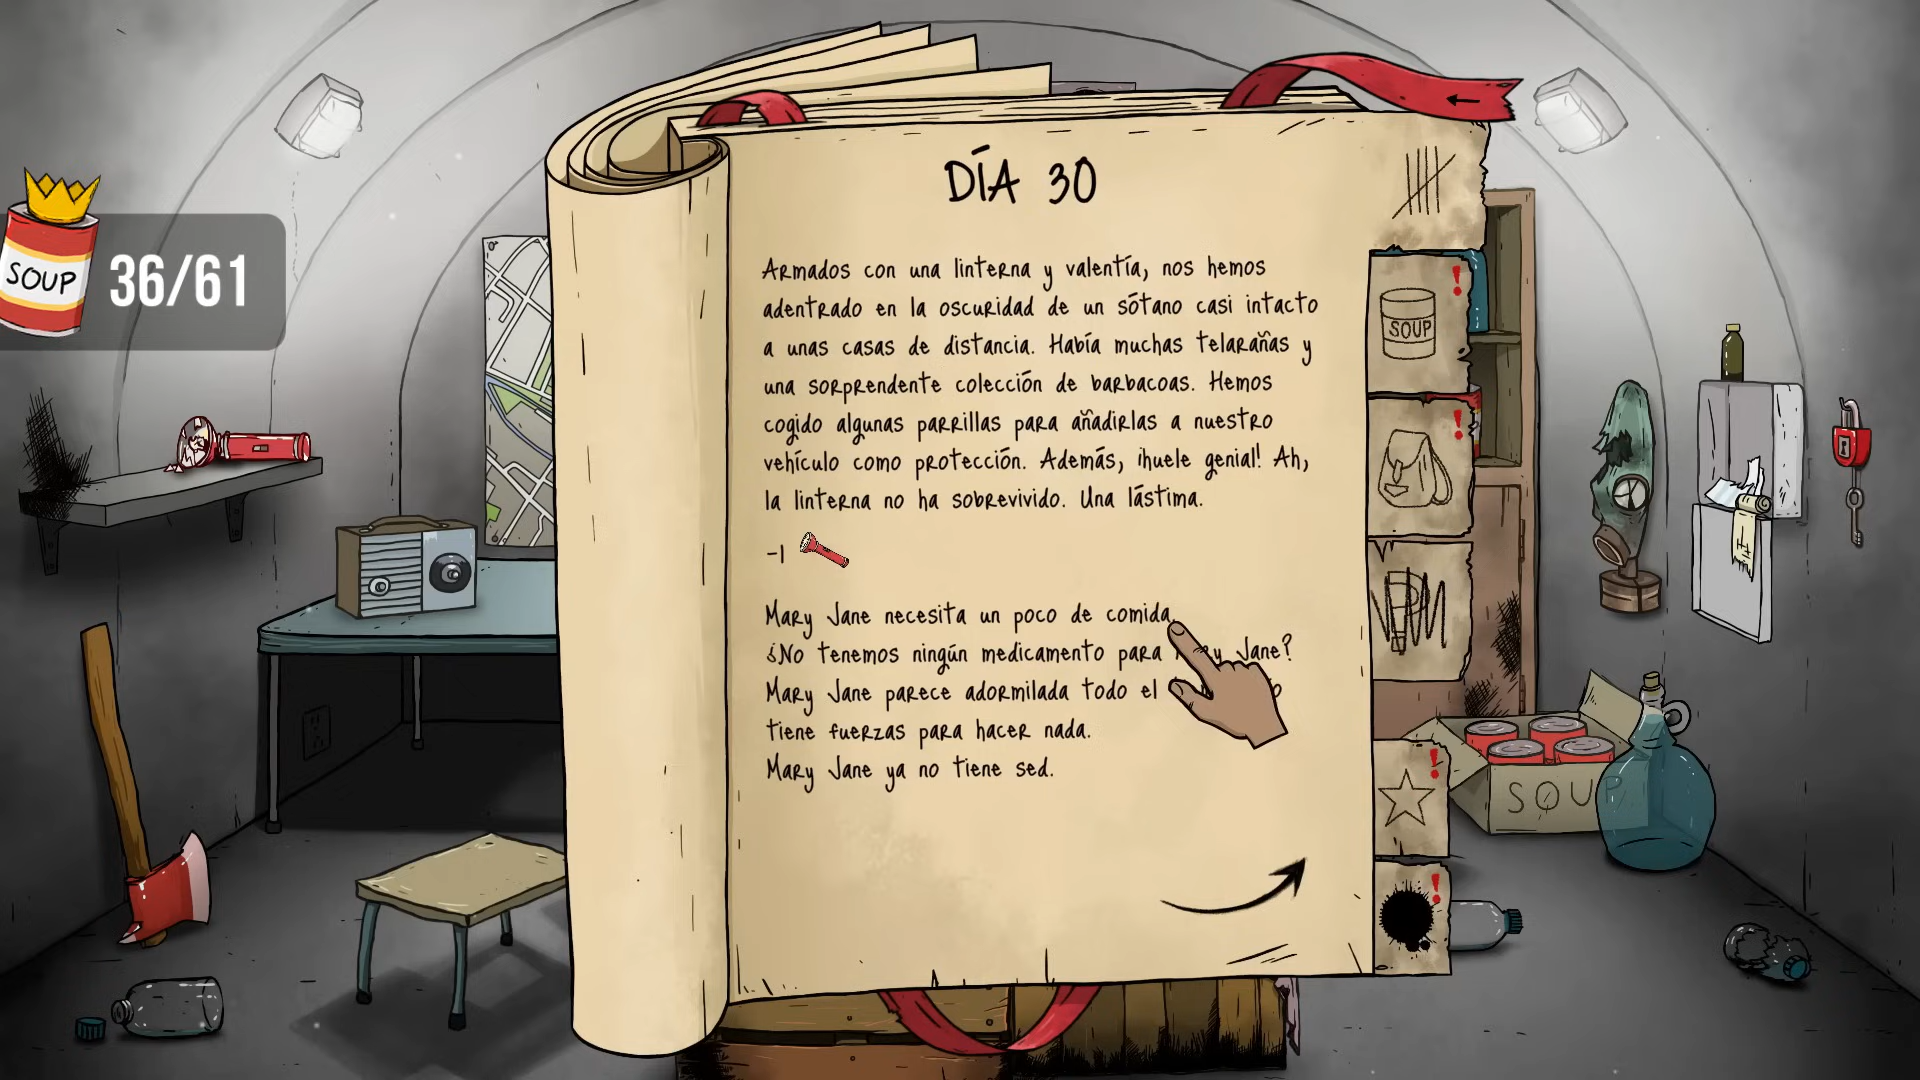 DÍA 30
SOUP
36/61
Armados con una linterna y valentía, nos hemos
adentrado en la oscuridad de un sótano casi intacto
a unas casas de distancia. Había muchas telarañas y
una sorprendente colección de barbacoas. Hemos
cogido algunas parrillas para añadirlas a nuestro
vehículo como protección. Además, ¡huele genial! Ah,
la linterna no ha sobrevivido. Una lástima.
-1
Mary Jane necesita un poco de comida.
¿No tenemos ningún medicamento para Jane?
Mary Jane parece adormilada todo el
tiene fuerzas para hacer nada.
Mary Jane ya no tiene sed.
!
SOUP
!
!
!
SOUP